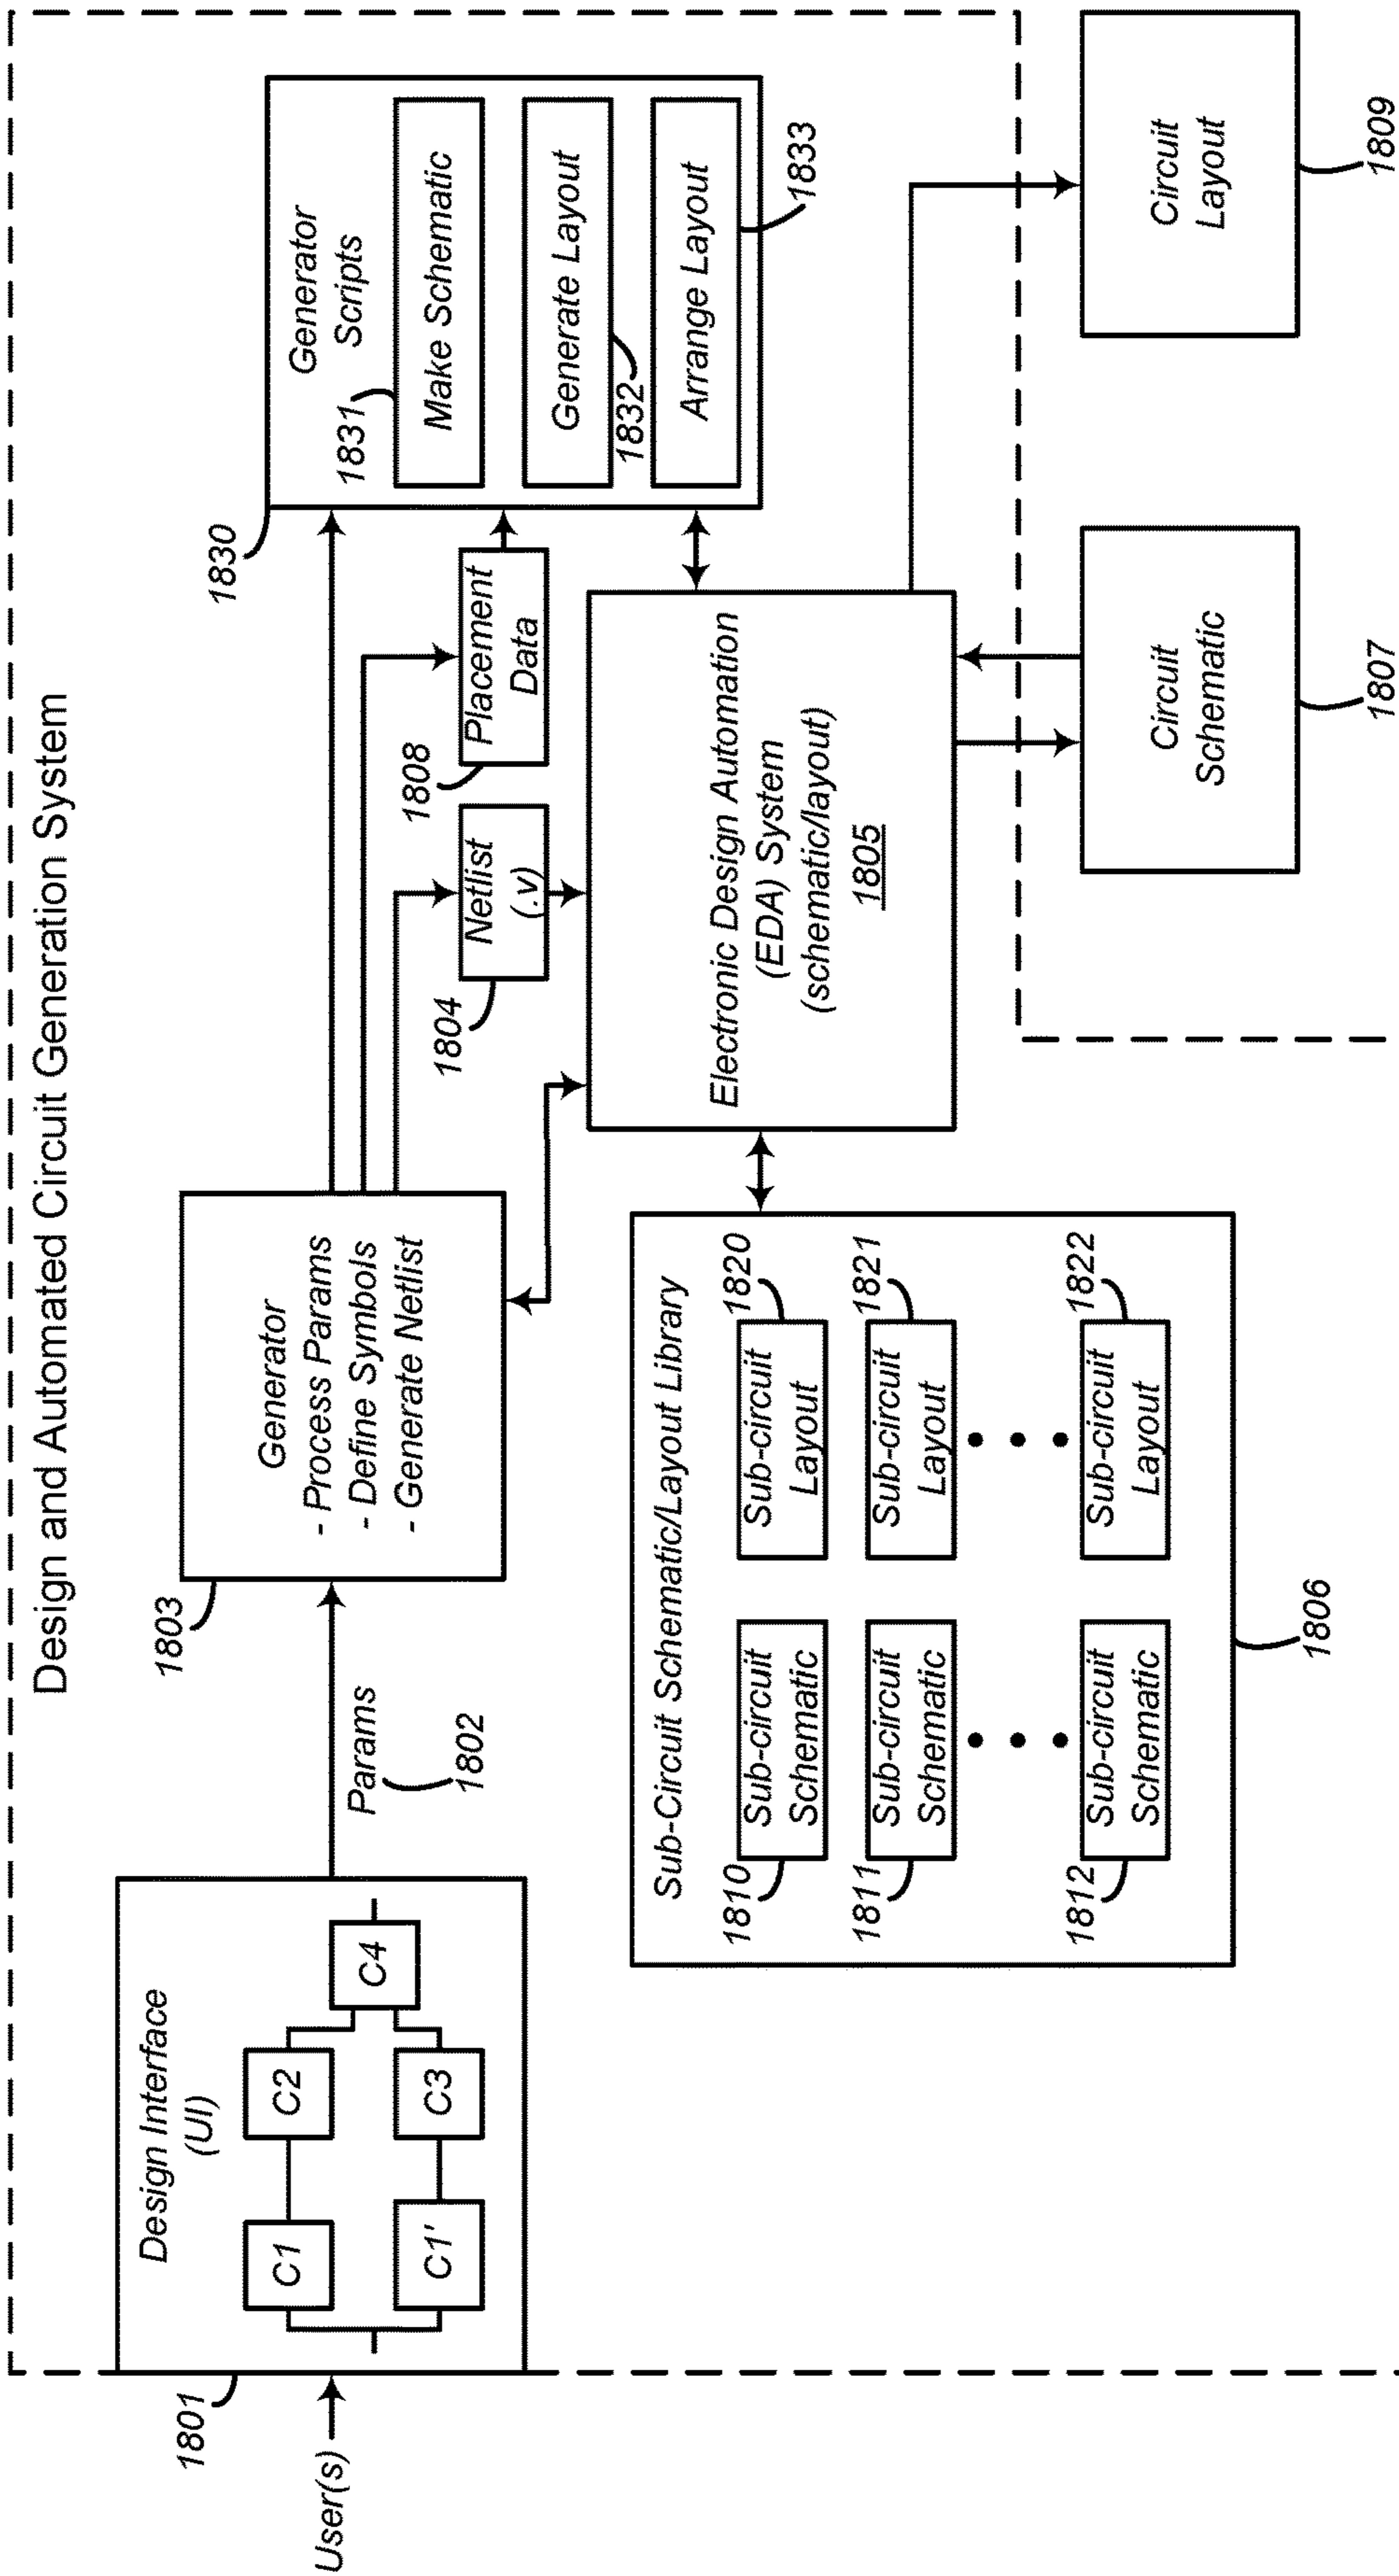 Design and Automated Circuit Generation System
User(s)
1801
Design Interface
(UI)
C1
C2
C1'
C3
C4
Params
1802
1803
Generator
- Process Params
- Define Symbols
- Generate Netlist
1804
Netlist
(.v)
1808
Placement
Data
1830
Generator
Scripts
1831
Make Schematic
Generate Layout
1832
Arrange Layout
1833
Sub-Circuit Schematic/Layout Library
1810
Sub-circuit
Schematic
Sub-circuit
Layout
1820
1811
Sub-circuit
Schematic
Sub-circuit
Layout
1821
1812
Sub-circuit
Schematic
Sub-circuit
Layout
1822
1806
Electronic Design Automation
(EDA) System
(schematic/layout)
1805
Circuit
Schematic
1807
Circuit
Layout
1809